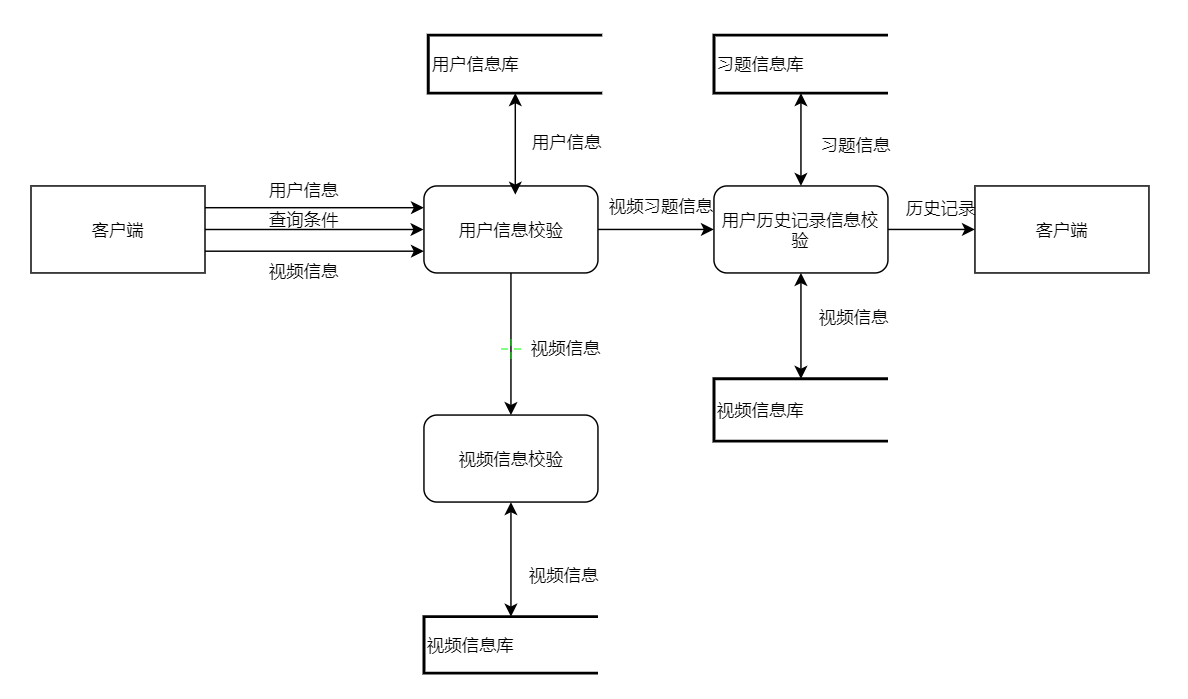 用户信息库
习题信息库
用户信息
习题信息
用户信息
查询条件
视频信息
客户端
用户信息校验
视频习题信息
用户历史记录信息校
验
历史记录
客户端
视频信息
视频信息
视频信息库
视频信息校验
视频信息
视频信息库